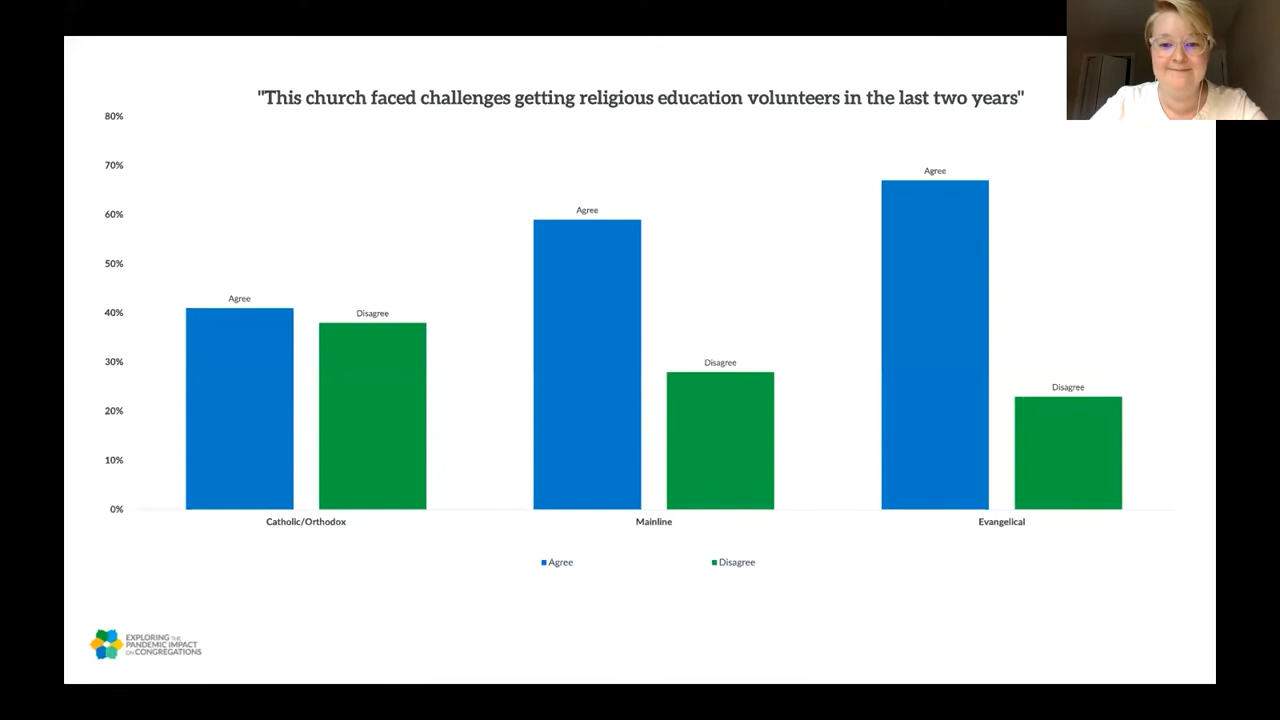 "This church faced challenges getting religious education volunteers in the last two years"
80%
70%
60%
50%
40%
30%
20%
10%
0%
Agree
Disagree
Agree
Disagree
Agree
Disagree
Catholic/Orthodox
Mainline
Evangelical
Agree
Disagree
EXPLORING THE
PANDEMIC IMPACT
ON CONGREGATIONS